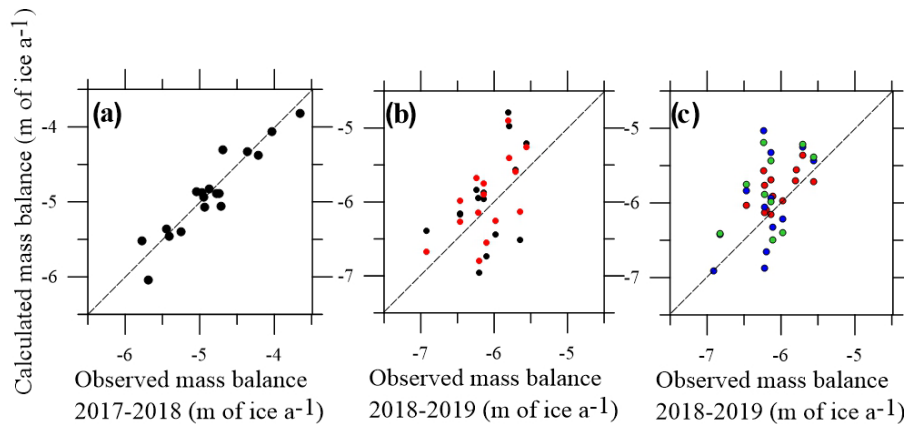 Calculated mass balance (m of ice a-1)
(a)
-4
-5
-6
-6
-5
-4
Observed mass balance
2017-2018 (m of ice a-1)
(b)
-5
-6
-7
-7
-6
-5
Observed mass balance
2018-2019 (m of ice a-1)
(c)
-5
-6
-7
-7
-6
-5
Observed mass balance
2018-2019 (m of ice a-1)